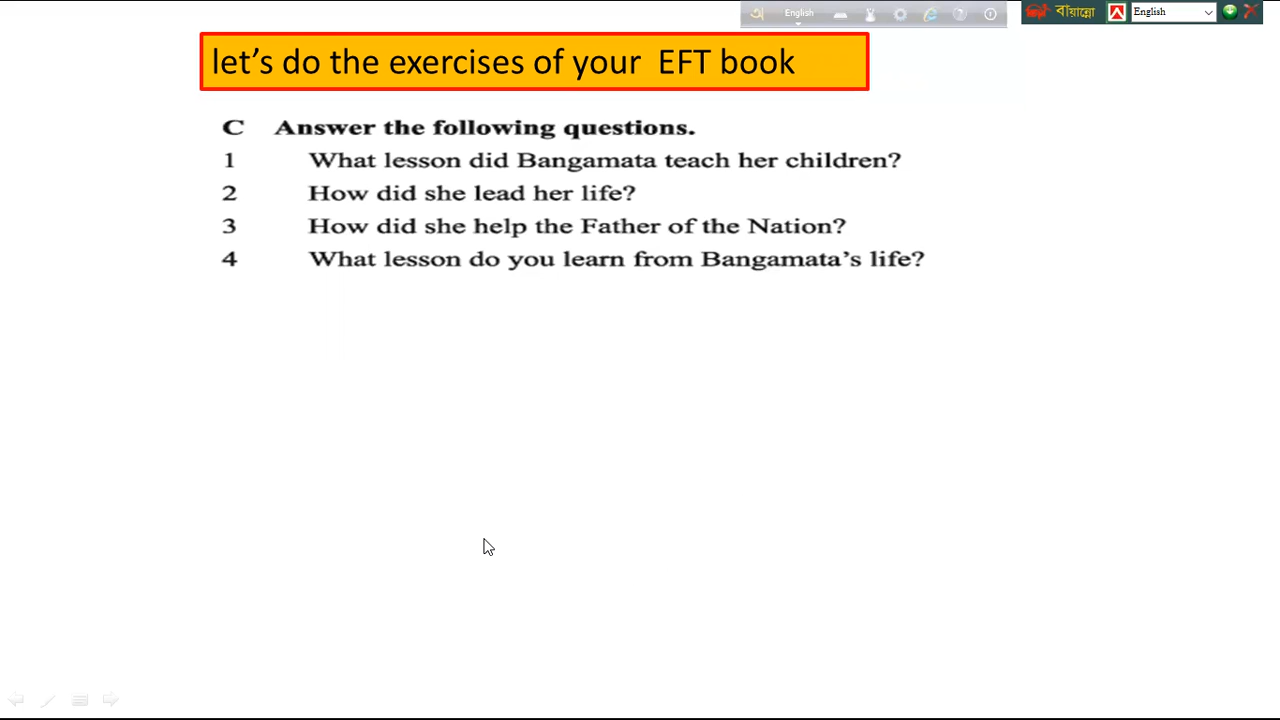 অ English
বায়ান্নো English
let’s do the exercises of your EFT book
C Answer the following questions.
1 What lesson did Bangamata teach her children?
2 How did she lead her life?
3 How did she help the Father of the Nation?
4 What lesson do you learn from Bangamata’s life?